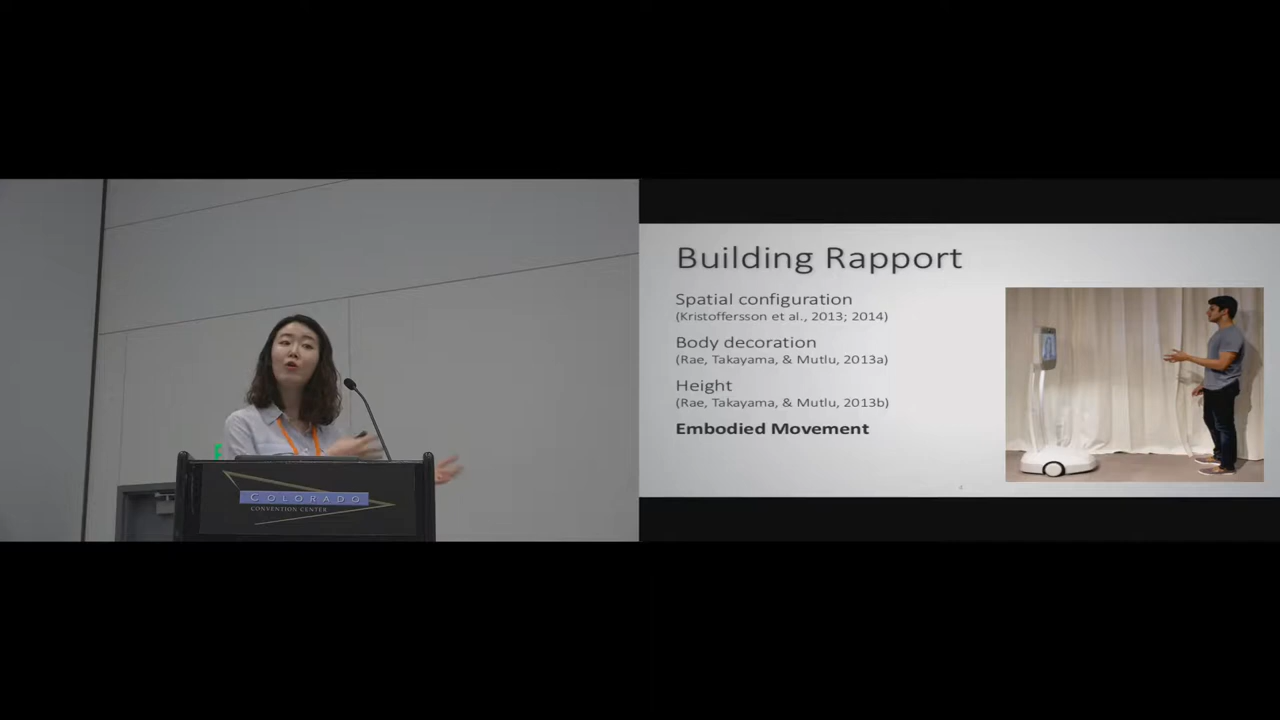 COLORADO
CONVENTION CENTER
Building Rapport
Spatial configuration
(Kristoffersson et al., 2013; 2014)
Body decoration
(Rae, Takayama, & Mutlu, 2013a)
Height
(Rae, Takayama, & Mutlu, 2013b)
Embodied Movement